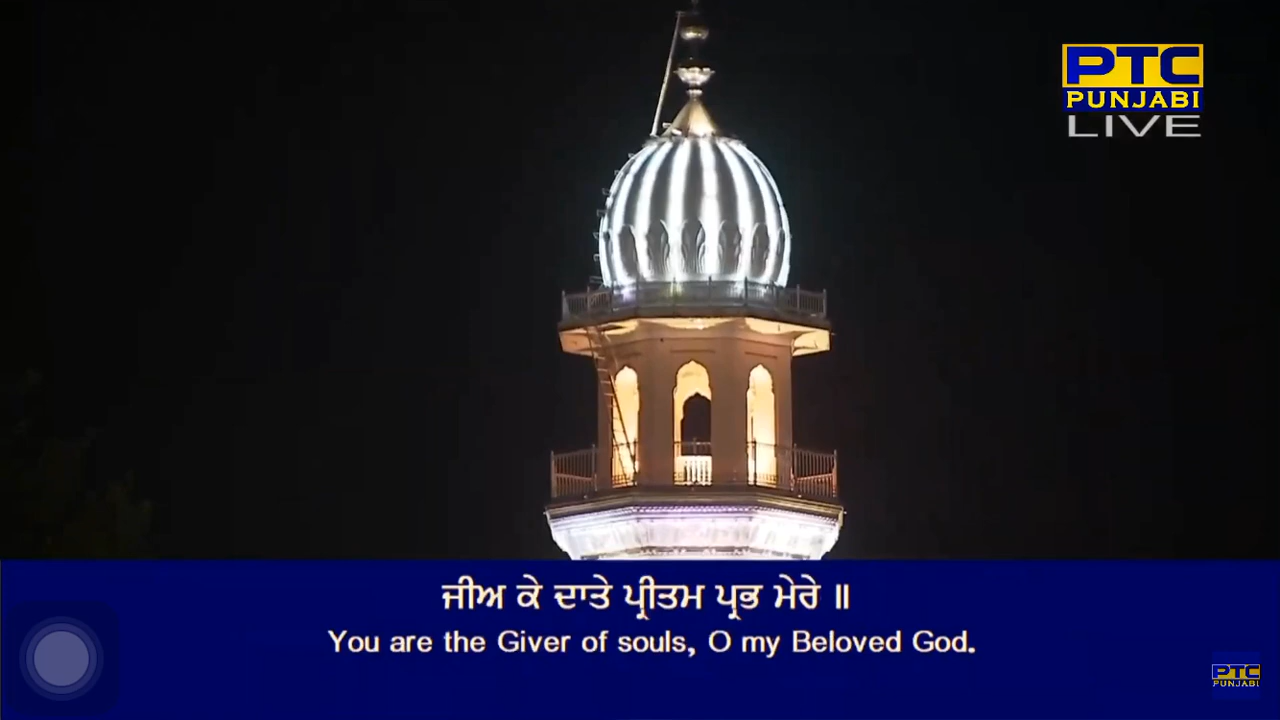 PTC
PUNJABI
LIVE
ਜੀਅ ਕੇ ਦਾਤੇ ਪ੍ਰੀਤਮ ਪ੍ਰਭ ਮੇਰੇ ॥
You are the Giver of souls, O my Beloved God.
PTC
PUNJABI